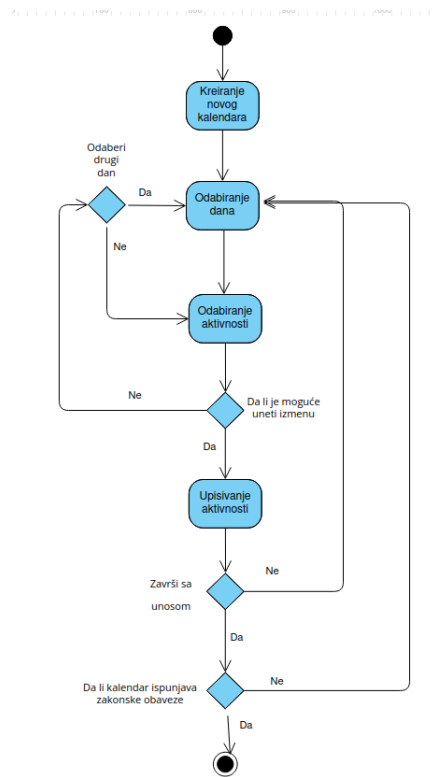 Kreiranje
novog
kalendara
Odaberi
drugi
dan
Da
Odabiranje
dana
Ne
Odabiranje
aktivnosti
Ne
Da li je moguće
uneti izmenu
Da
Upisivanje
aktivnosti
Ne
Završi sa
unosom
Da
Ne
Da li kalendar ispunjava
zakonske obaveze
Da